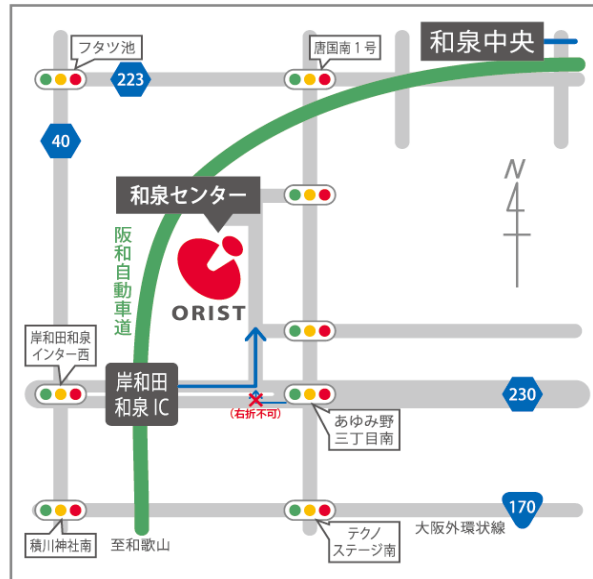 フタツ池
223
唐国南1号
和泉中央
40
N
和泉センター
阪和自動車道
ORIST
岸和田和泉
インター西
岸和田
和泉IC
(右折不可)
あゆみ野
三丁目南
230
170
積川神社南
至和歌山
テクノ
ステージ南
大阪外環状線